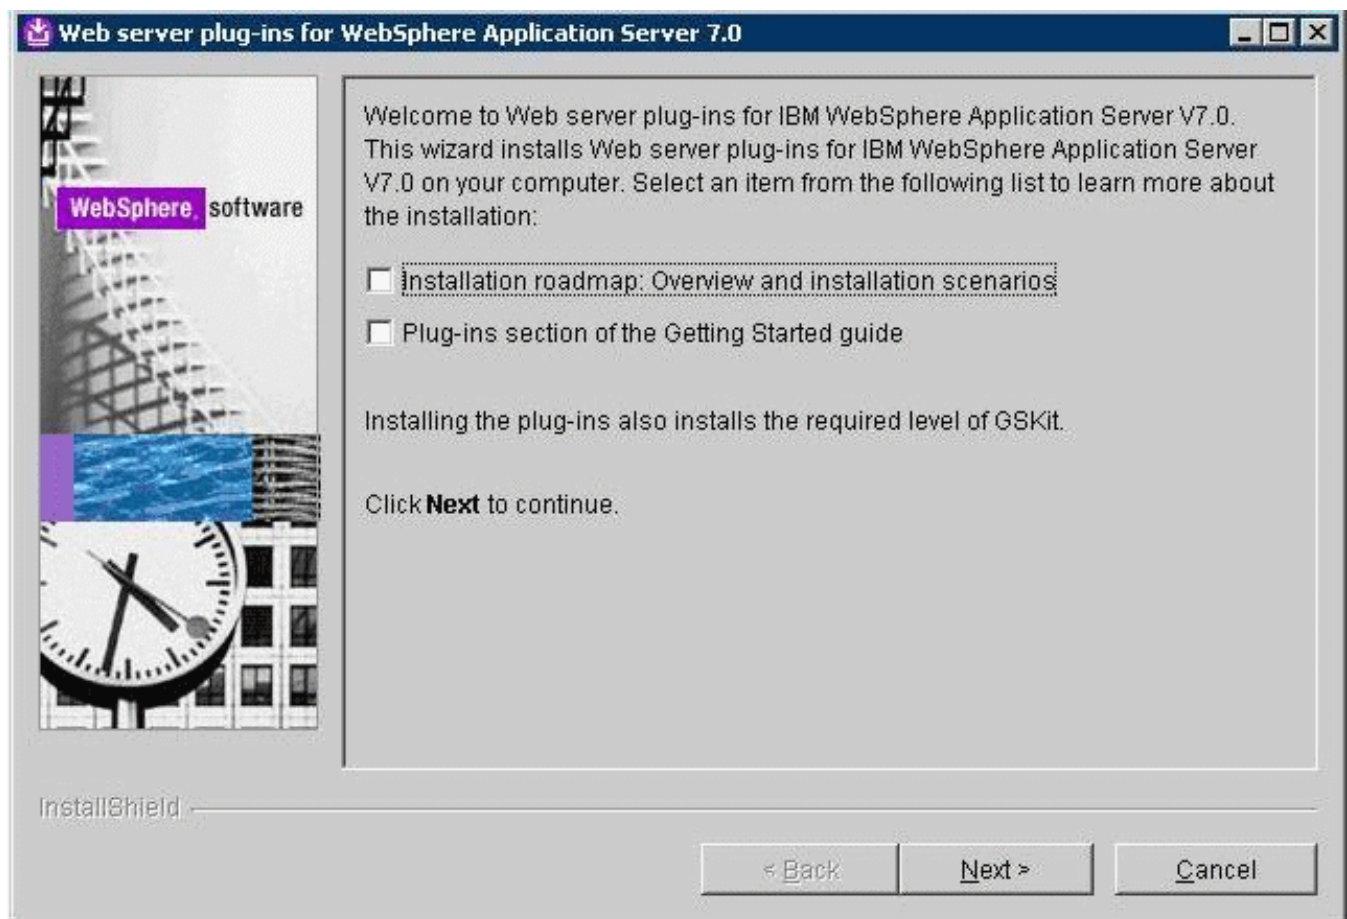 Web server plug-ins for WebSphere Application Server 7.0
WebSphere. software
Welcome to Web server plug-ins for IBM WebSphere Application Server V7.0.
This wizard installs Web server plug-ins for IBM WebSphere Application Server
V7.0 on your computer. Select an item from the following list to learn more about
the installation:
Installation roadmap: Overview and installation scenarios
Plug-ins section of the Getting Started guide
Installing the plug-ins also installs the required level of GSKit.
Click Next to continue.
InstallShield
< Back
Next >
Cancel